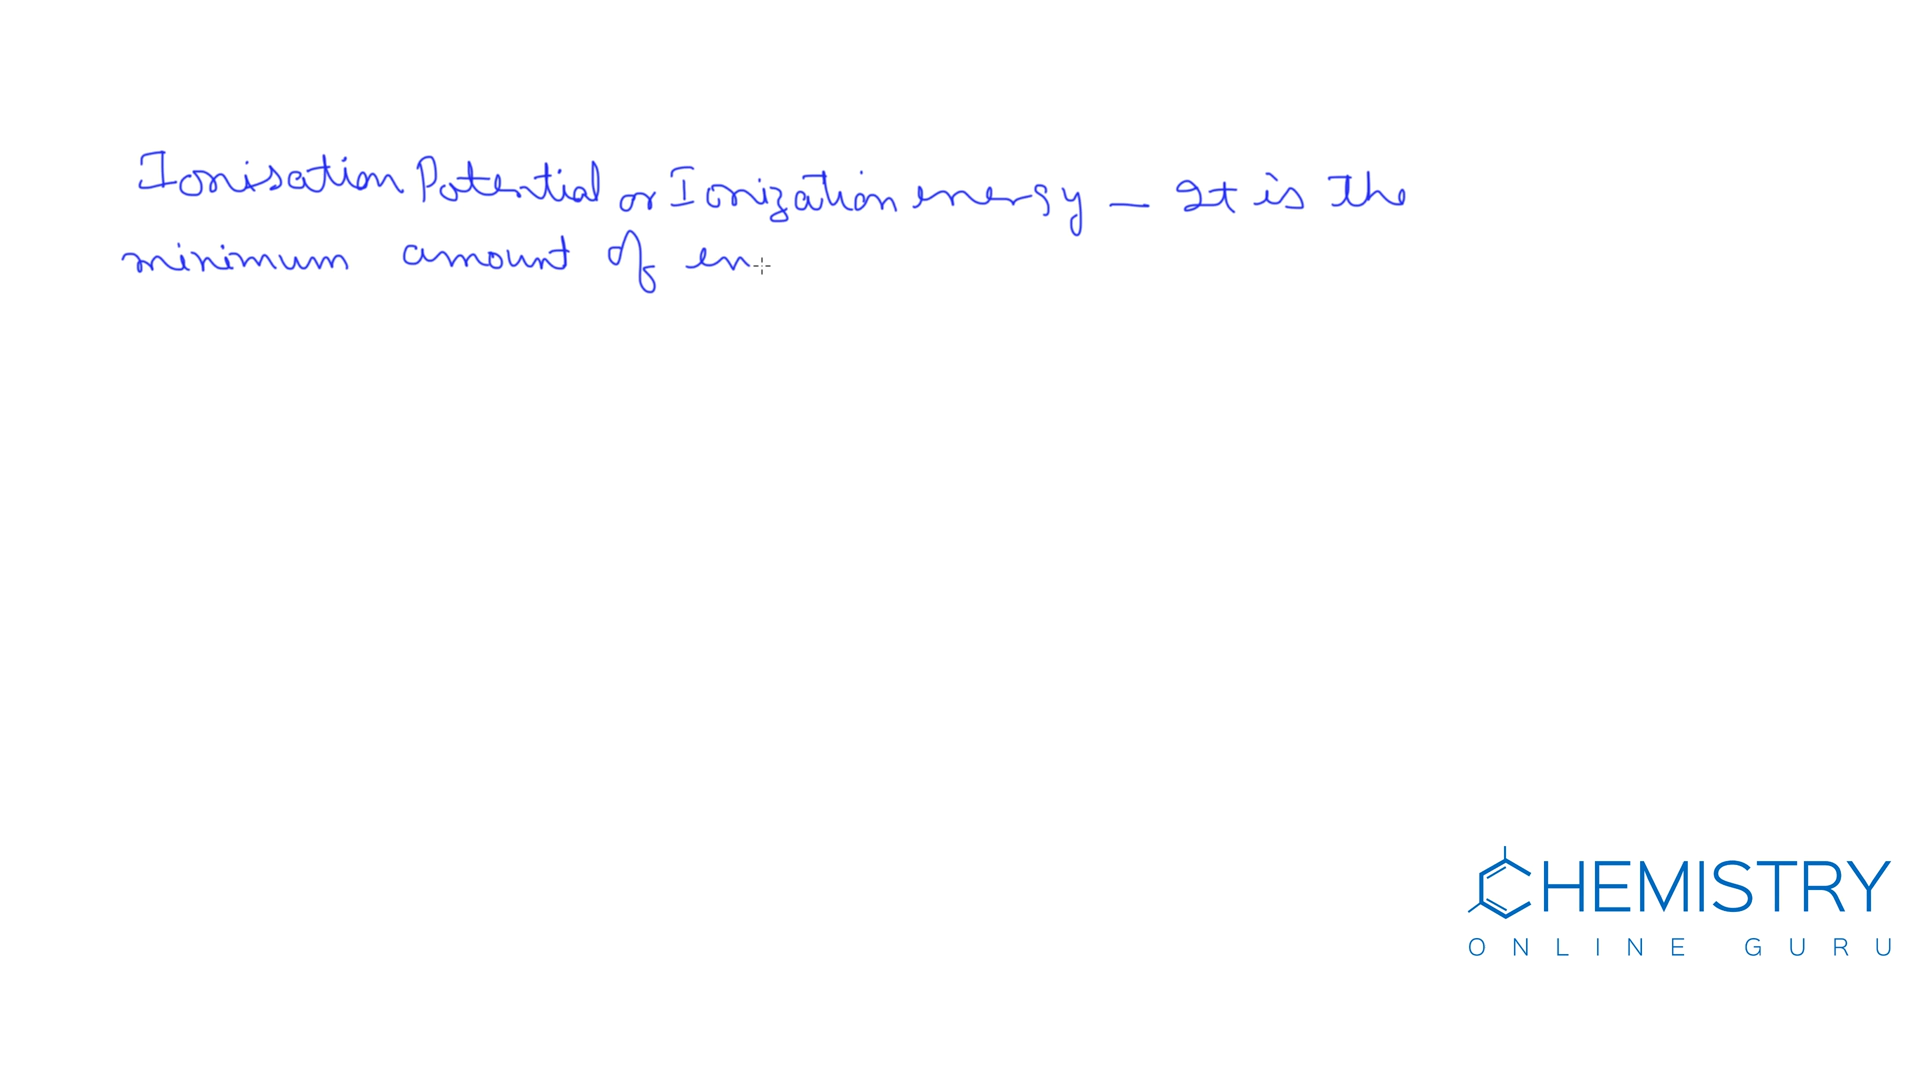 Ionisation Potential or Ionization energy – It is the
minimum amount of en
CHEMISTRY
ONLINE GURU